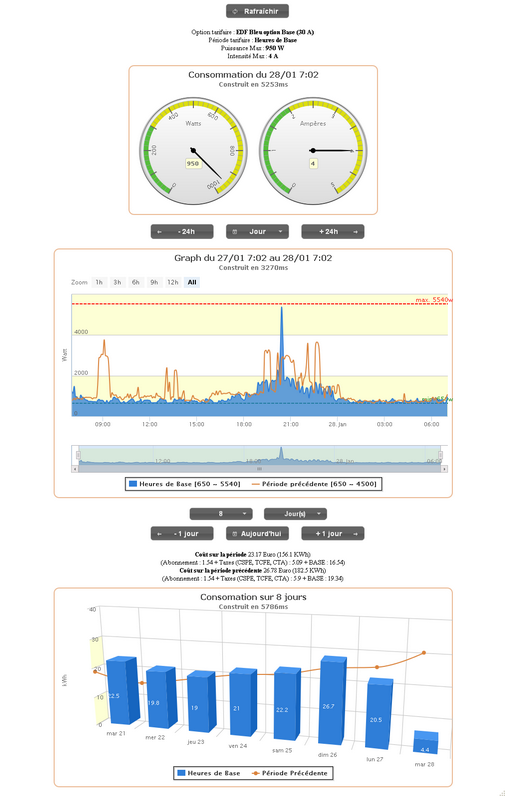 Rafraîchir
Option tarifaire : EDF Bleu option Base (30 A)
Période tarifaire : Heures de Base
Puissance Max : 950 W
Intensité Max : 4 A
Consommation du 28/01 7:02
Construit en 5253ms
0 200 400 600 800 1000
Watts
950
Ampères
4
← - 24h
Jour
+ 24h →
Graph du 27/01 7:02 au 28/01 7:02
Construit en 3270ms
Zoom 1h 3h 6h 9h 12h All
max. 5540w
4000
Watt
2000
0
09:00 12:00 15:00 18:00 21:00 28. Jan 03:00 06:00
Heures de Base [650 ~ 5540] Période précédente [650 ~ 4500]
8
Jour(s)
← - 1 jour
Aujourd'hui
+ 1 jour →
Coût sur la période 23.17 Euro (156.1 KWh)
(Abonnement : 1.54 + Taxes (CSPE, TCFE, CTA) : 5.09 + BASE : 16.54)
Coût sur la période précédente 26.78 Euro (182.5 KWh)
(Abonnement : 1.54 + Taxes (CSPE, TCFE, CTA) : 5.9 + BASE : 19.34)
Consomation sur 8 jours
Construit en 5786ms
40
30
20
10
0
kWh
22.5 19.8 19 21 22.2 26.7 20.5 4.4
mar 21 mer 22 jeu 23 ven 24 sam 25 dim 26 lun 27 mar 28
Heures de Base Période Précédente